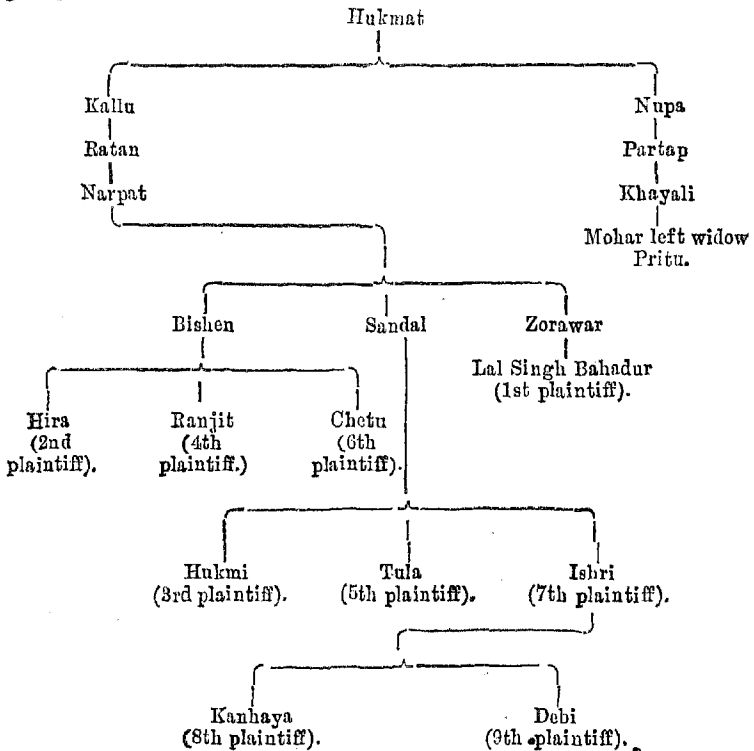 Hukmat
Kallu Nupa
Ratan Partap
Narpat Khayali
Mohar left widow
Pritu.
Bishen Sandal Zorawar
Lal Singh Bahadur
(1st plaintiff).
Hira Ranjit Chetu
(2nd (4th (6th
plaintiff). plaintiff.) plaintiff).
Hukmi Tula Ishri
(3rd plaintiff). (5th plaintiff). (7th plaintiff).
Kanhaya Debi
(8th plaintiff). (9th plaintiff).